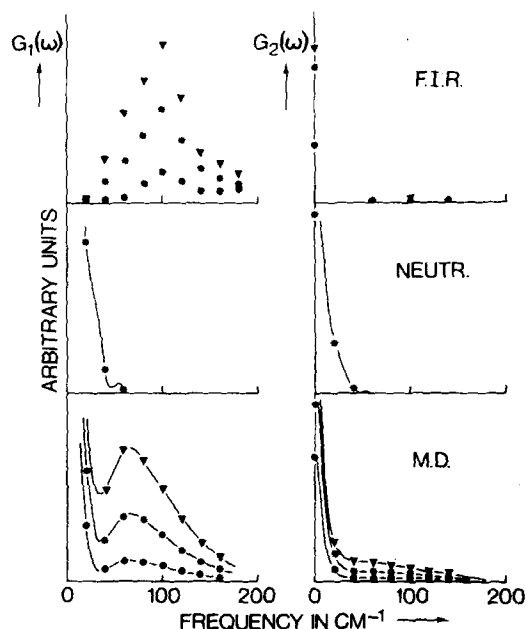 G₁(ω)
G₂(ω)
F.I.R.
ARBITRARY UNITS
NEUTR.
M.D.
0 100 200
0 100 200
FREQUENCY IN CM⁻¹